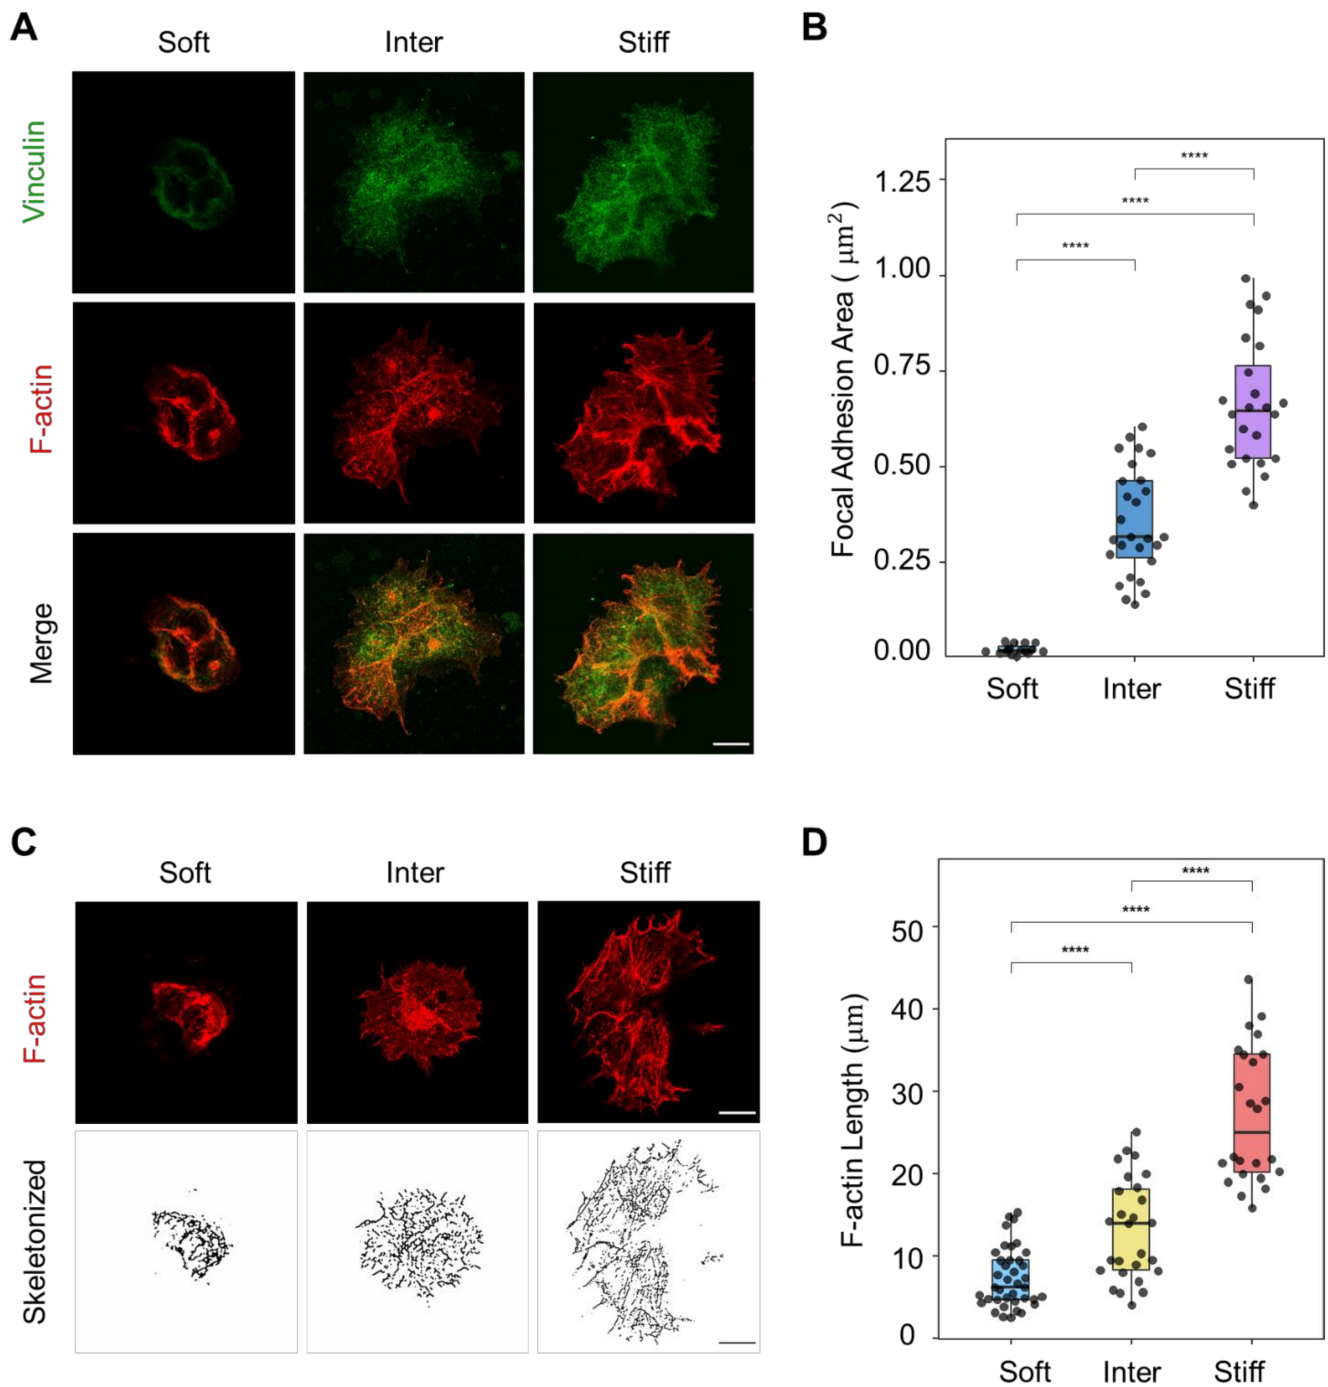 A
Soft Inter Stiff
Vinculin
F-actin
Merge
B
****
****
****
Focal Adhesion Area ( μm²)
1.25
1.00
0.75
0.50
0.25
0.00
Soft Inter Stiff
C
Soft Inter Stiff
F-actin
Skeletonized
D
****
****
****
F-actin Length (μm)
50
40
30
20
10
0
Soft Inter Stiff